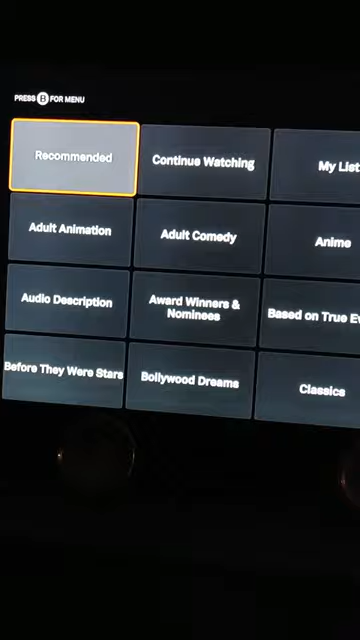 PRESS B FOR MENU
Recommended
Continue Watching
My List
Adult Animation
Adult Comedy
Anime
Audio Description
Award Winners &
Nominees
Based on True Ev
Before They Were Stars
Bollywood Dreams
Classics